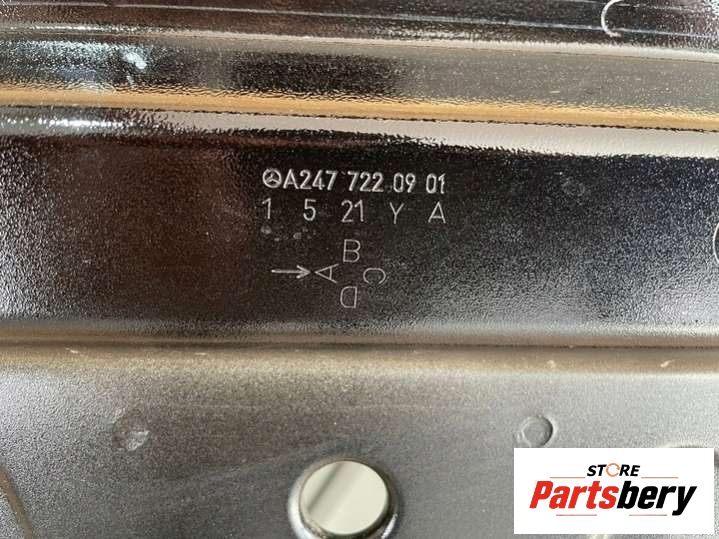 A247 722 09 01
1 5 21 Y A
B
A C
D
STORE
Partsbery